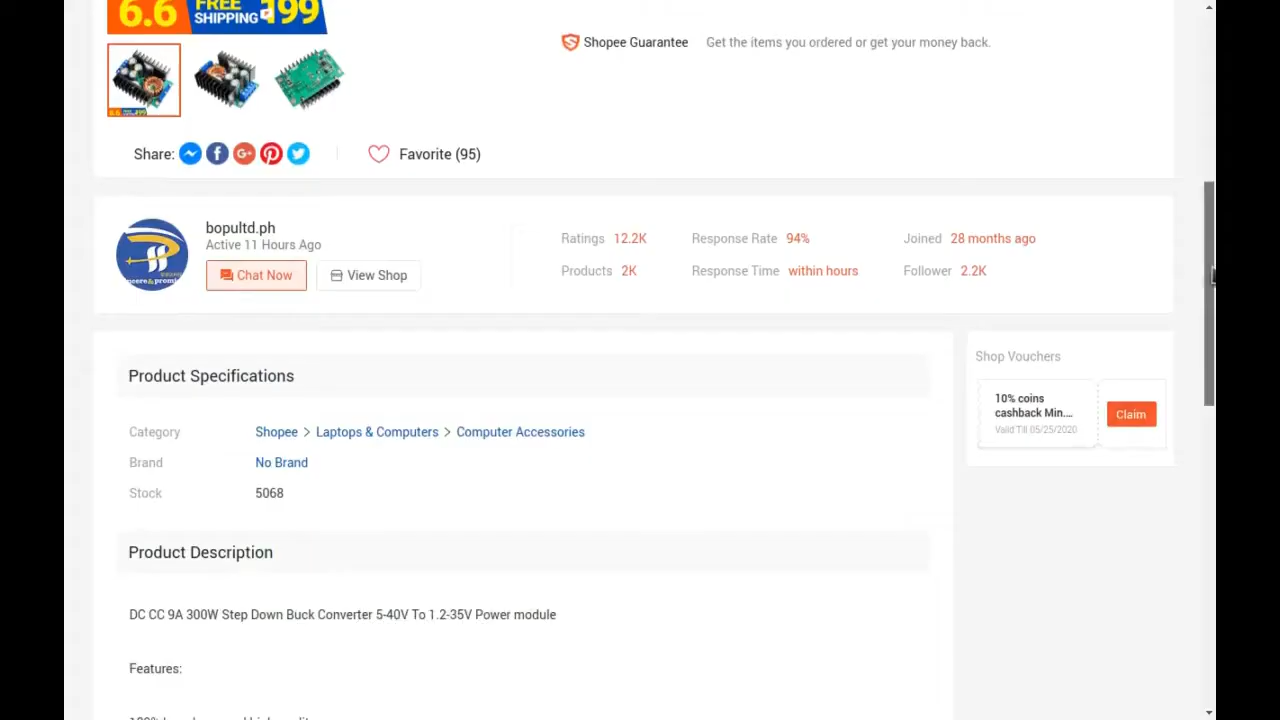 6.6 FREE SHIPPING 199
Shopee Guarantee Get the items you ordered or get your money back.
Share: Favorite (95)
bopultd.ph
Active 11 Hours Ago
Chat Now View Shop
Ratings 12.2K Response Rate 94% Joined 28 months ago
Products 2K Response Time within hours Follower 2.2K
Product Specifications
Category Shopee > Laptops & Computers > Computer Accessories
Brand No Brand
Stock 5068
Shop Vouchers
10% coins
cashback Min....
Valid Till 05/25/2020
Claim
Product Description
DC CC 9A 300W Step Down Buck Converter 5-40V To 1.2-35V Power module
Features: